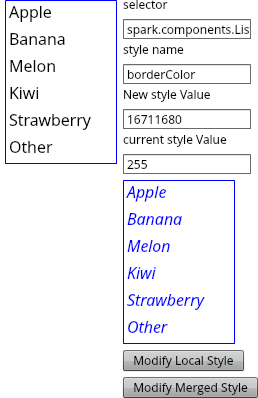 Apple
Banana
Melon
Kiwi
Strawberry
Other
selector
spark.components.Lis
style name
borderColor
New style Value
16711680
current style Value
255
Apple
Banana
Melon
Kiwi
Strawberry
Other
Modify Local Style
Modify Merged Style